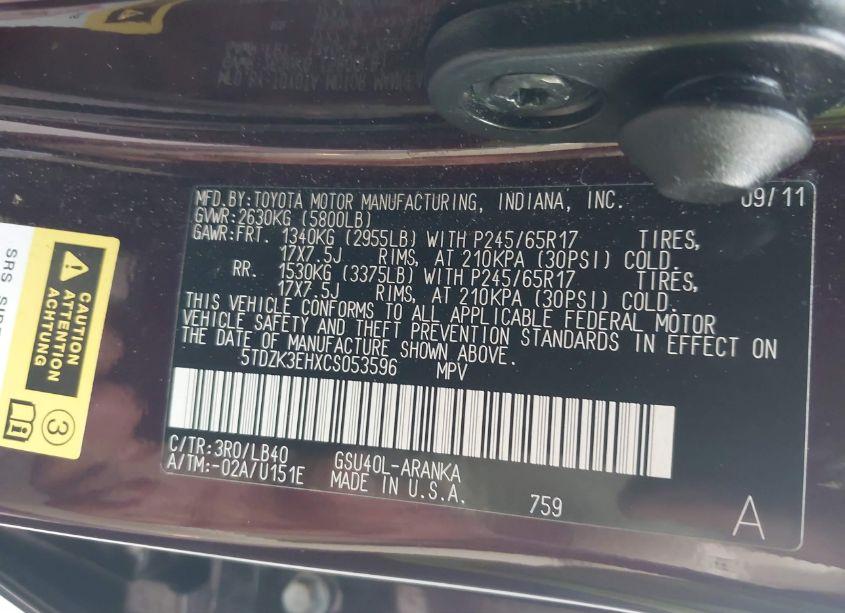 MFD.BY:TOYOTA MOTOR MANUFACTURING, INDIANA, INC. 09/11
GVWR:2630KG (5800LB)
GAWR:FRT. 1340KG (2955LB) WITH P245/65R17 TIRES,
17X7.5J RIMS, AT 210KPA (30PSI) COLD.
RR. 1530KG (3375LB) WITH P245/65R17 TIRES,
17X7.5J RIMS, AT 210KPA (30PSI) COLD.
THIS VEHICLE CONFORMS TO ALL APPLICABLE FEDERAL MOTOR
VEHICLE SAFETY AND THEFT PREVENTION STANDARDS IN EFFECT ON
THE DATE OF MANUFACTURE SHOWN ABOVE.
5TDZK3EHXCS053596 MPV
C/TR:3R0/LB40 GSU40L-ARANKA
A/TM:-02A/U151E MADE IN U.S.A.
759
A
CAUTION
ATTENTION
ACHTUNG
3
SRS